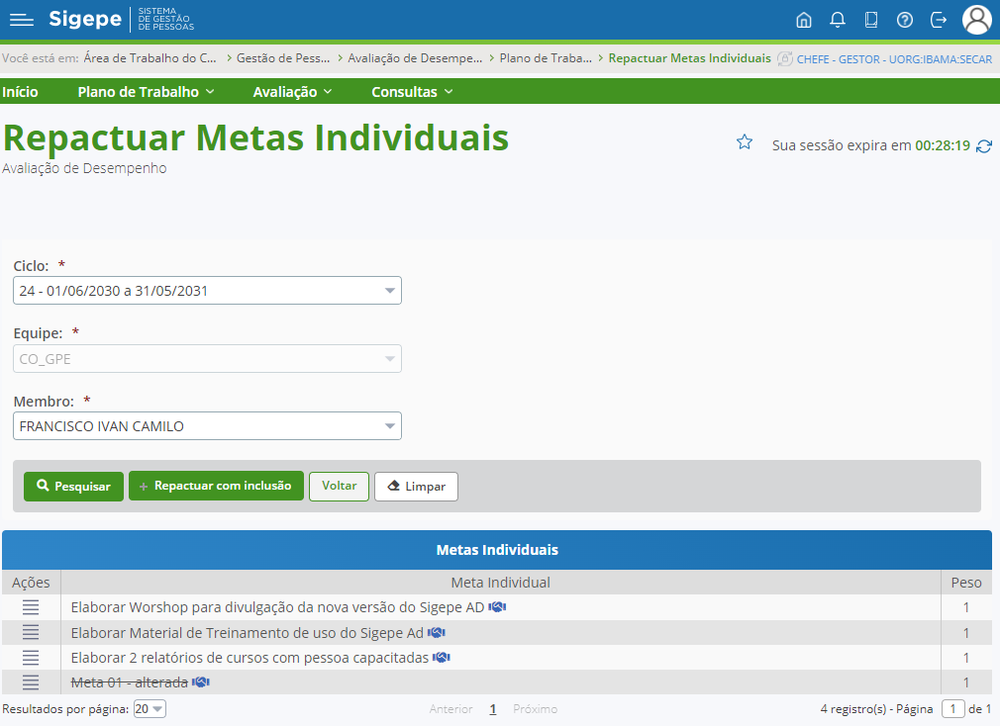 Sigepe
SISTEMA
DE GESTÃO
DE PESSOAS
Você está em: Área de Trabalho do C... > Gestão de Pess... > Avaliação de Desempe... > Plano de Traba... > Repactuar Metas Individuais
CHEFE - GESTOR - UORG:IBAMA:SECAR
Início Plano de Trabalho Avaliação Consultas
Repactuar Metas Individuais
Sua sessão expira em 00:28:19
Avaliação de Desempenho
Ciclo: *
24 - 01/06/2030 a 31/05/2031
Equipe: *
CO_GPE
Membro: *
FRANCISCO IVAN CAMILO
Pesquisar + Repactuar com inclusão Voltar Limpar
Metas Individuais
Ações Meta Individual Peso
Elaborar Worshop para divulgação da nova versão do Sigepe AD 1
Elaborar Material de Treinamento de uso do Sigepe Ad 1
Elaborar 2 relatórios de cursos com pessoa capacitadas 1
Meta 01 - alterada 1
Resultados por página: 20 Anterior 1 Próximo 4 registro(s) - Página 1 de 1